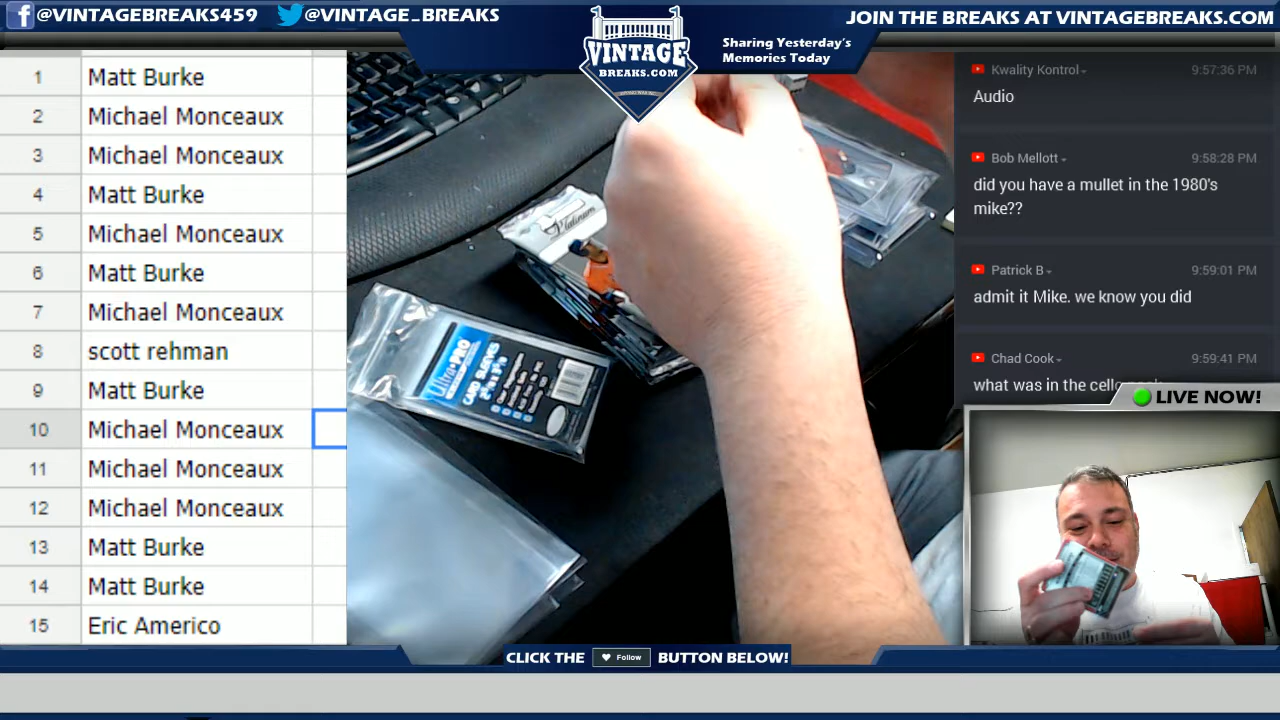 @VINTAGEBREAKS459
@VINTAGE_BREAKS
VINTAGE
BREAKS.COM
Sharing Yesterday's
Memories Today
JOIN THE BREAKS AT VINTAGEBREAKS.COM
1 Matt Burke
2 Michael Monceaux
3 Michael Monceaux
4 Matt Burke
5 Michael Monceaux
6 Matt Burke
7 Michael Monceaux
8 scott rehman
9 Matt Burke
10 Michael Monceaux
11 Michael Monceaux
12 Michael Monceaux
13 Matt Burke
14 Matt Burke
15 Eric Americo
Platinum
Ultra PRO
CARD SLEEVES
Kwality Kontrol 9:57:36 PM
Audio
Bob Mellott 9:58:28 PM
did you have a mullet in the 1980's
mike??
Patrick B 9:59:01 PM
admit it Mike. we know you did
Chad Cook 9:59:41 PM
what was in the cello
LIVE NOW!
CLICK THE Follow BUTTON BELOW!